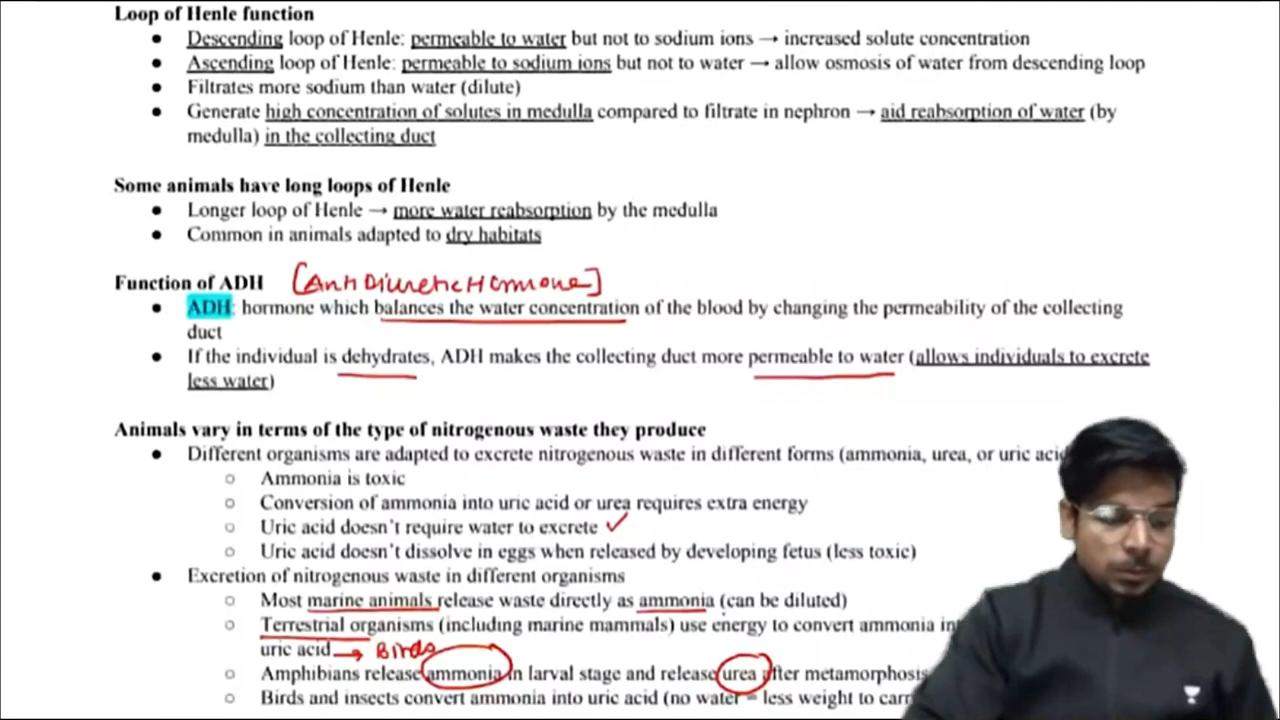 Loop of Henle function
● Descending loop of Henle: permeable to water but not to sodium ions → increased solute concentration
● Ascending loop of Henle: permeable to sodium ions but not to water → allow osmosis of water from descending loop
● Filtrates more sodium than water (dilute)
● Generate high concentration of solutes in medulla compared to filtrate in nephron → aid reabsorption of water (by
medulla) in the collecting duct
Some animals have long loops of Henle
● Longer loop of Henle → more water reabsorption by the medulla
● Common in animals adapted to dry habitats
Function of ADH [Anti Diuretic Hormone]
● ADH: hormone which balances the water concentration of the blood by changing the permeability of the collecting
duct
● If the individual is dehydrates, ADH makes the collecting duct more permeable to water (allows individuals to excrete
less water)
Animals vary in terms of the type of nitrogenous waste they produce
● Different organisms are adapted to excrete nitrogenous waste in different forms (ammonia, urea, or uric acid
○ Ammonia is toxic
○ Conversion of ammonia into uric acid or urea requires extra energy
○ Uric acid doesn't require water to excrete ✓
○ Uric acid doesn't dissolve in eggs when released by developing fetus (less toxic)
● Excretion of nitrogenous waste in different organisms
○ Most marine animals release waste directly as ammonia (can be diluted)
○ Terrestrial organisms (including marine mammals) use energy to convert ammonia in
uric acid → Birds
○ Amphibians release ammonia in larval stage and release urea after metamorphosis
○ Birds and insects convert ammonia into uric acid (no water = less weight to carr